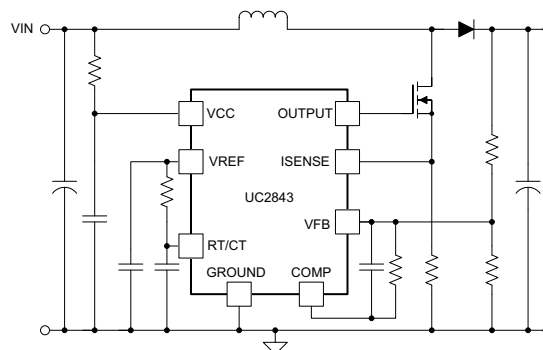 VIN
VCC
OUTPUT
VREF
ISENSE
UC2843
VFB
RT/CT
GROUND
COMP